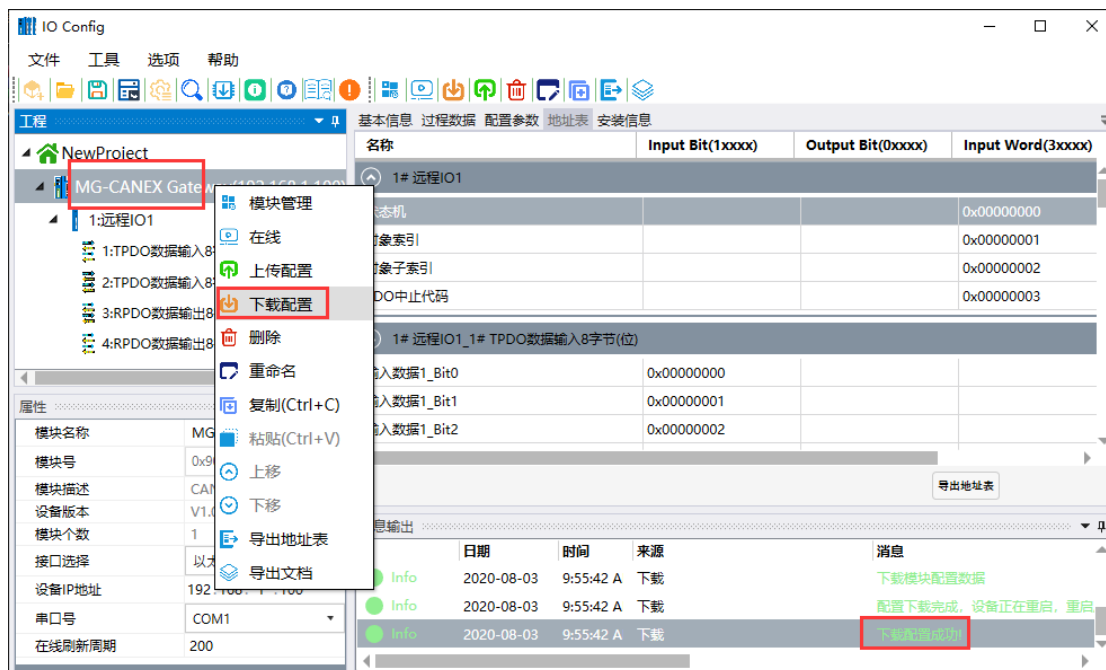 IO Config
文件 工具 选项 帮助
工程
NewProject
MG-CANEX Gateway(192.168.1.100)
1:远程IO1
1:TPDO数据输入8
2:TPDO数据输入8
3:RPDO数据输出8
4:RPDO数据输出8
模块管理
在线
上传配置
下载配置
删除
重命名
复制(Ctrl+C)
粘贴(Ctrl+V)
上移
下移
导出地址表
导出文档
属性
模块名称 MG
模块号 0x9
模块描述 CAN
设备版本 V1.0
模块个数 1
接口选择 以太
设备IP地址 192.168. 1 .100
串口号 COM1
在线刷新周期 200
基本信息 过程数据 配置参数 地址表 安装信息
名称 Input Bit(1xxxx) Output Bit(0xxxx) Input Word(3xxxx)
1# 远程IO1
态机 0x00000000
对象索引 0x00000001
对象子索引 0x00000002
DO中止代码 0x00000003
1# 远程IO1_1# TPDO数据输入8字节(位)
输入数据1_Bit0 0x00000000
输入数据1_Bit1 0x00000001
输入数据1_Bit2 0x00000002
导出地址表
息输出
日期 时间 来源 消息
Info 2020-08-03 9:55:42 A 下载 下载模块配置数据
Info 2020-08-03 9:55:42 A 下载 配置下载完成，设备正在重启，重启
Info 2020-08-03 9:55:42 A 下载 下载配置成功!